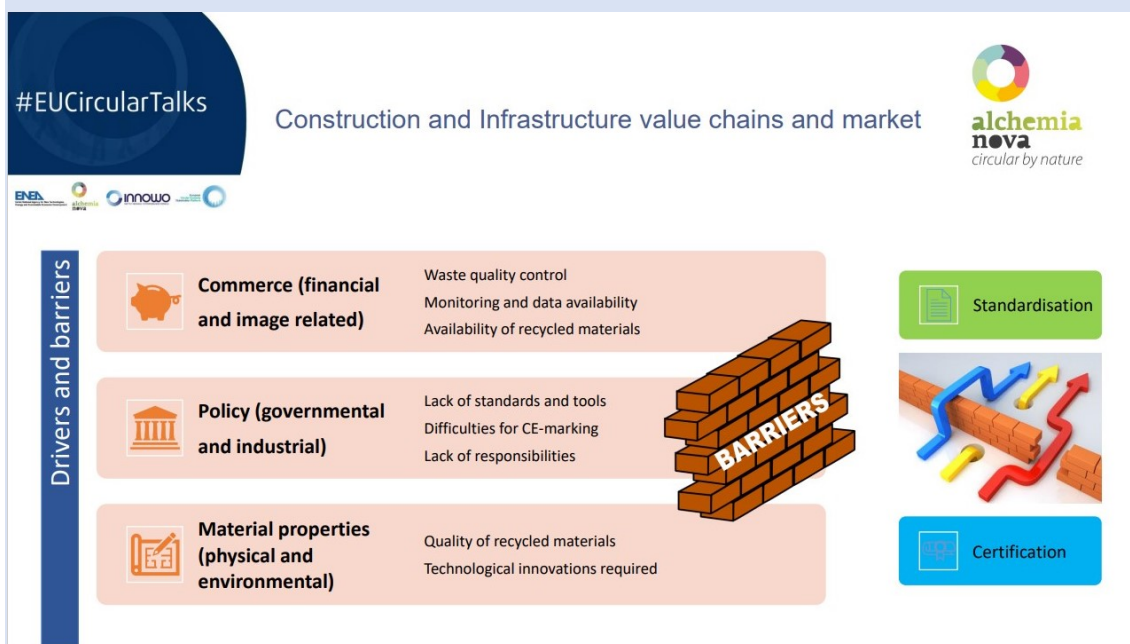 #EUCircularTalks
Construction and Infrastructure value chains and market
alchemia
nova
circular by nature
ENEA
alchemia
nova
innowo
Drivers and barriers
Commerce (financial
and image related)
Waste quality control
Monitoring and data availability
Availability of recycled materials
Policy (governmental
and industrial)
Lack of standards and tools
Difficulties for CE-marking
Lack of responsibilities
Material properties
(physical and
environmental)
Quality of recycled materials
Technological innovations required
BARRIERS
Standardisation
Certification